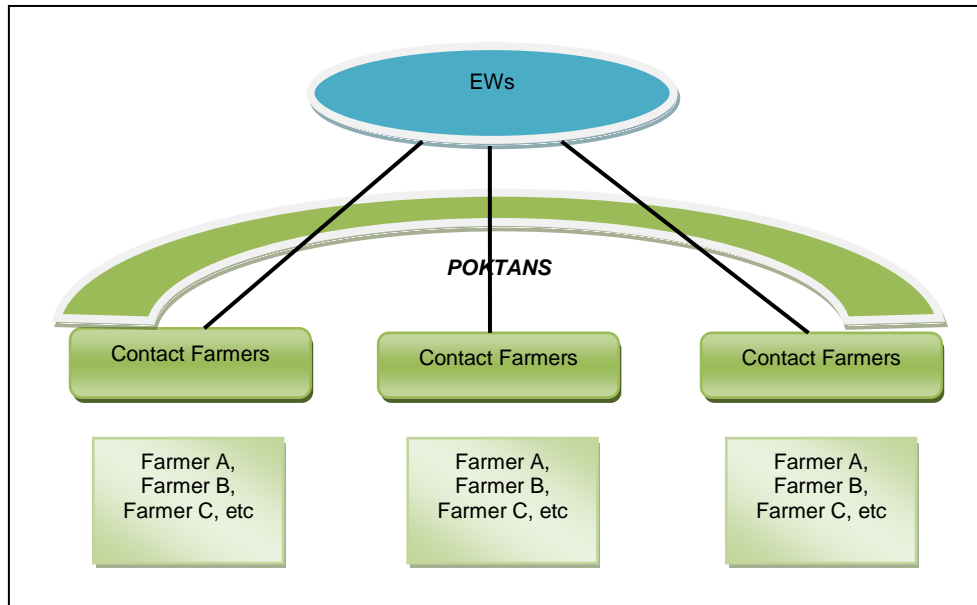 EWs
POKTANS
Contact Farmers
Contact Farmers
Contact Farmers
Farmer A,
Farmer B,
Farmer C, etc
Farmer A,
Farmer B,
Farmer C, etc
Farmer A,
Farmer B,
Farmer C, etc